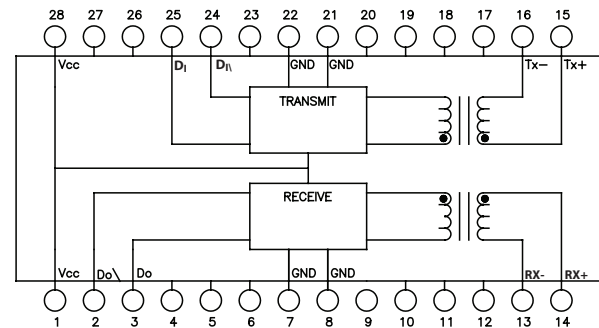 28 27 26 25 24 23 22 21 20 19 18 17 16 15
Vcc D_I D_I\ GND GND Tx− Tx+
TRANSMIT
RECEIVE
Vcc Do\ Do GND GND RX- RX+
1 2 3 4 5 6 7 8 9 10 11 12 13 14